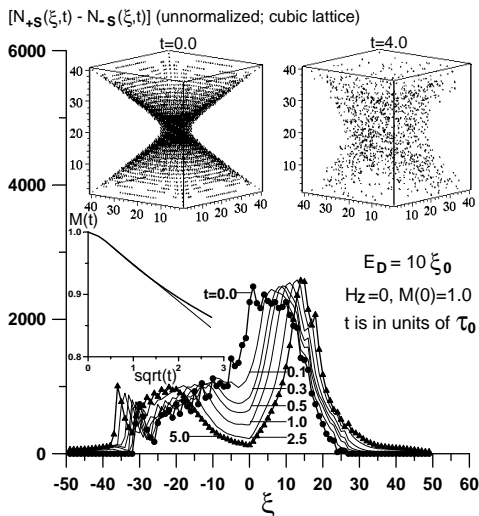 [N+S(ξ,t) - N-S(ξ,t)] (unnormalized; cubic lattice)
6000
t=0.0
t=4.0
40
30
20
10
40
30
20
10
40 30 20 10
10 20 30 40
40 30 20 10
10 20 30 40
4000
M(t)
1.0
0.9
0.8
0 1 2 3
sqrt(t)
t=0.0
E_D = 10 ξ_0
Hz=0, M(0)=1.0
t is in units of τ_0
2000
0.1
0.3
0.5
1.0
5.0
2.5
0
-50 -40 -30 -20 -10 0 10 20 30 40 50 60
ξ